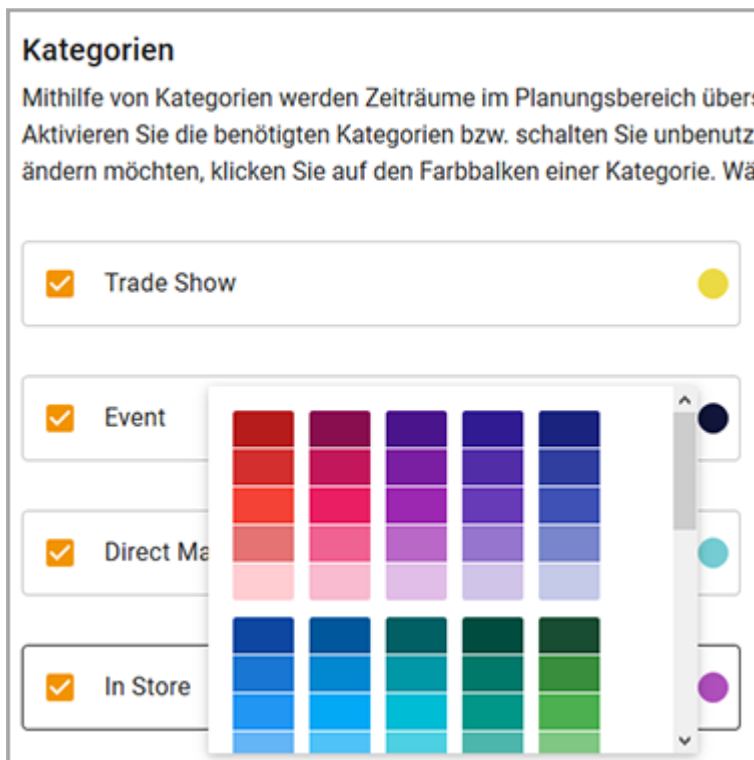 Kategorien
Mithilfe von Kategorien werden Zeiträume im Planungsbereich übers
Aktivieren Sie die benötigten Kategorien bzw. schalten Sie unbenutz
ändern möchten, klicken Sie auf den Farbbalken einer Kategorie. Wä
Trade Show
Event
Direct Ma
In Store